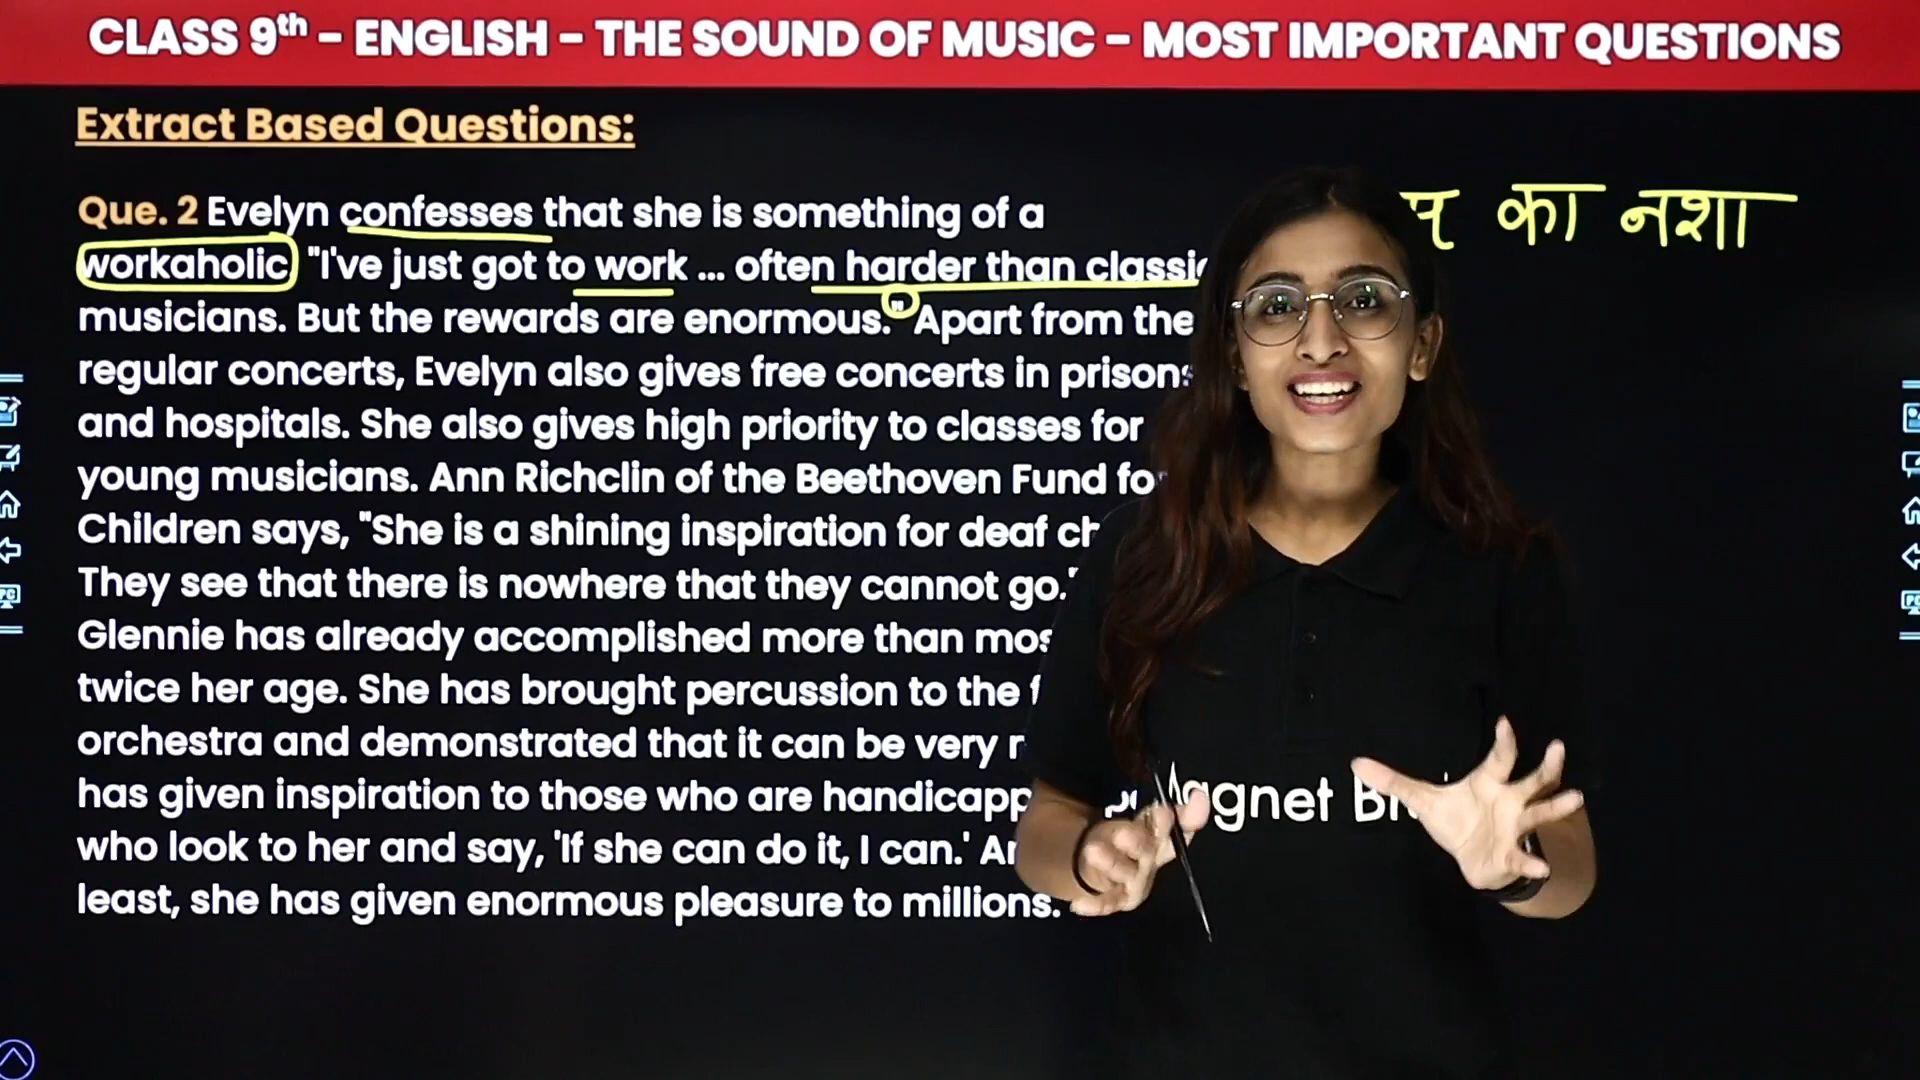 CLASS 9th – ENGLISH – THE SOUND OF MUSIC – MOST IMPORTANT QUESTIONS
Extract Based Questions:
Que. 2 Evelyn confesses that she is something of a
workaholic. "I've just got to work ... often harder than
musicians. But the rewards are enormous." Apart from the
regular concerts, Evelyn also gives free concerts in prisons
and hospitals. She also gives high priority to classes for
young musicians. Ann Richclin of the Beethoven Fund for
Children says, "She is a shining inspiration for deaf
They see that there is nowhere that they cannot go."
Glennie has already accomplished more than
twice her age. She has brought percussion to the
orchestra and demonstrated that it can be very
has given inspiration to those who are
who look to her and say, 'If she can do it, I can.'
least, she has given enormous pleasure to millions.
का नशा
Magnet